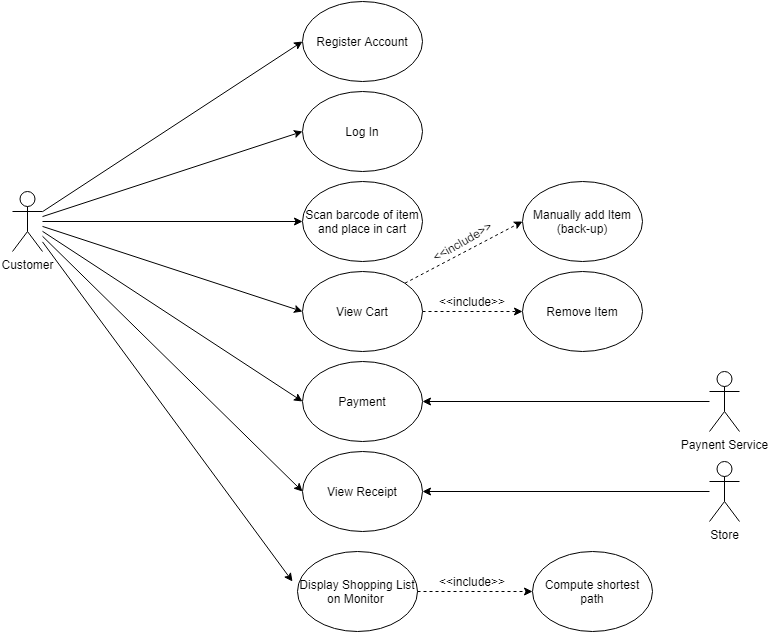 Register Account
Log In
Scan barcode of item
and place in cart
Manually add Item
(back-up)
<<include>>
Customer
View Cart
<<include>>
Remove Item
Payment
Paynent Service
View Receipt
Store
Display Shopping List
on Monitor
<<include>>
Compute shortest
path